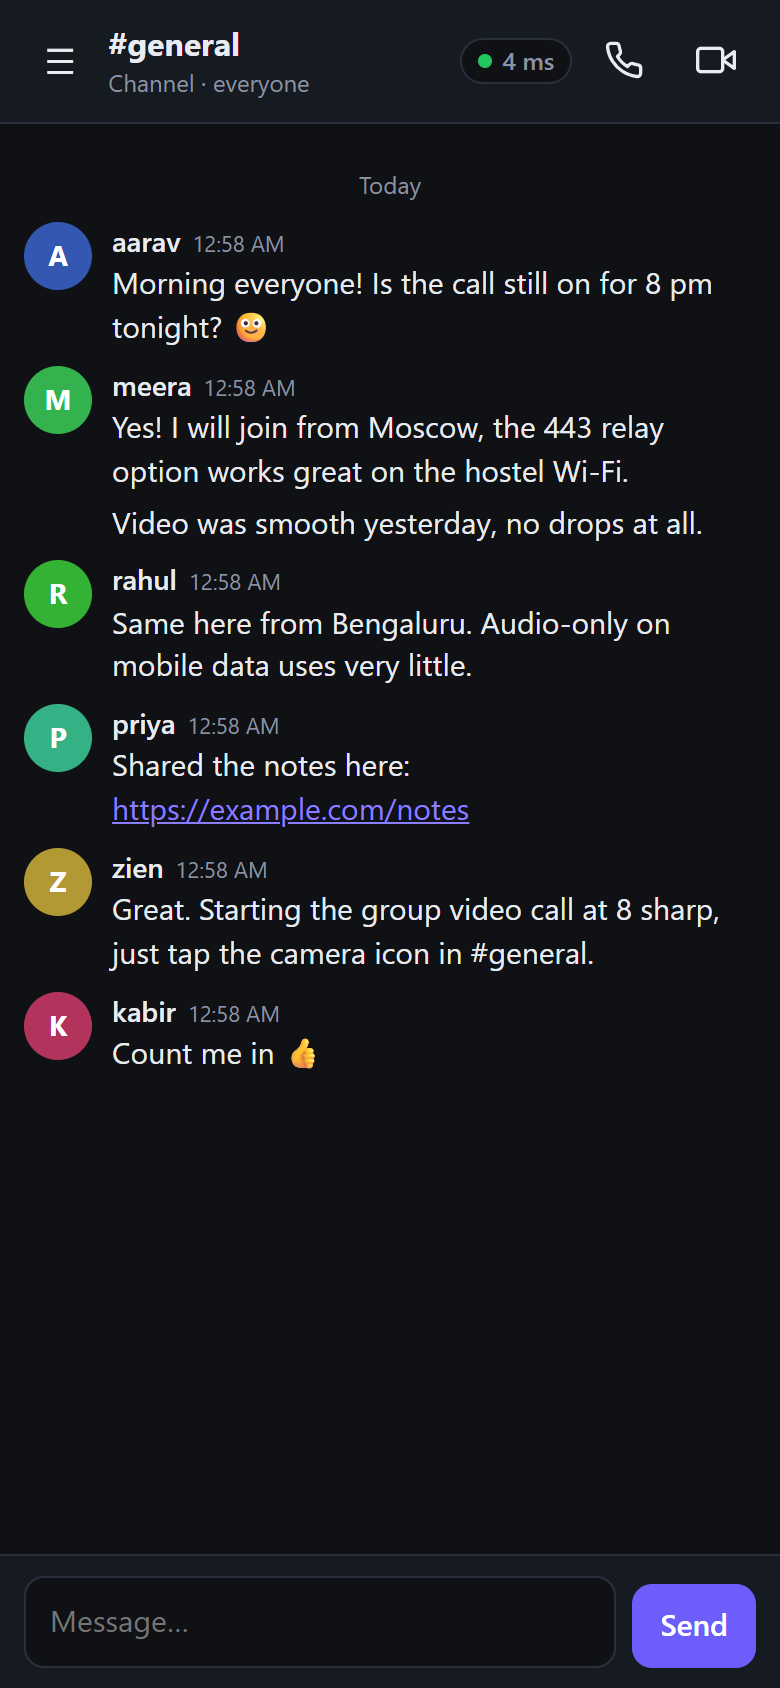 #general
Channel · everyone
4 ms
Today
A
aarav 12:58 AM
Morning everyone! Is the call still on for 8 pm
tonight? 🙂
M
meera 12:58 AM
Yes! I will join from Moscow, the 443 relay
option works great on the hostel Wi-Fi.
Video was smooth yesterday, no drops at all.
R
rahul 12:58 AM
Same here from Bengaluru. Audio-only on
mobile data uses very little.
P
priya 12:58 AM
Shared the notes here:
https://example.com/notes
Z
zien 12:58 AM
Great. Starting the group video call at 8 sharp,
just tap the camera icon in #general.
K
kabir 12:58 AM
Count me in 👍
Message...
Send